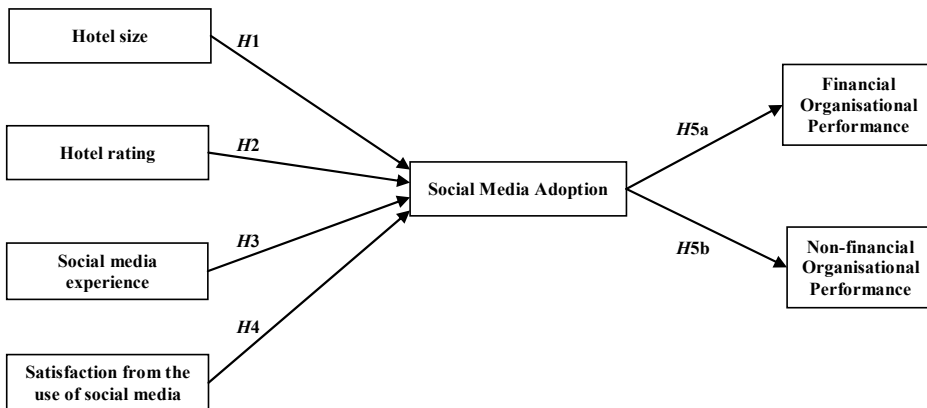 Hotel size
H1
Hotel rating
H2
Social media
experience
H3
Satisfaction from the
use of social media
H4
Social Media Adoption
H5a
Financial
Organisational
Performance
H5b
Non-financial
Organisational
Performance